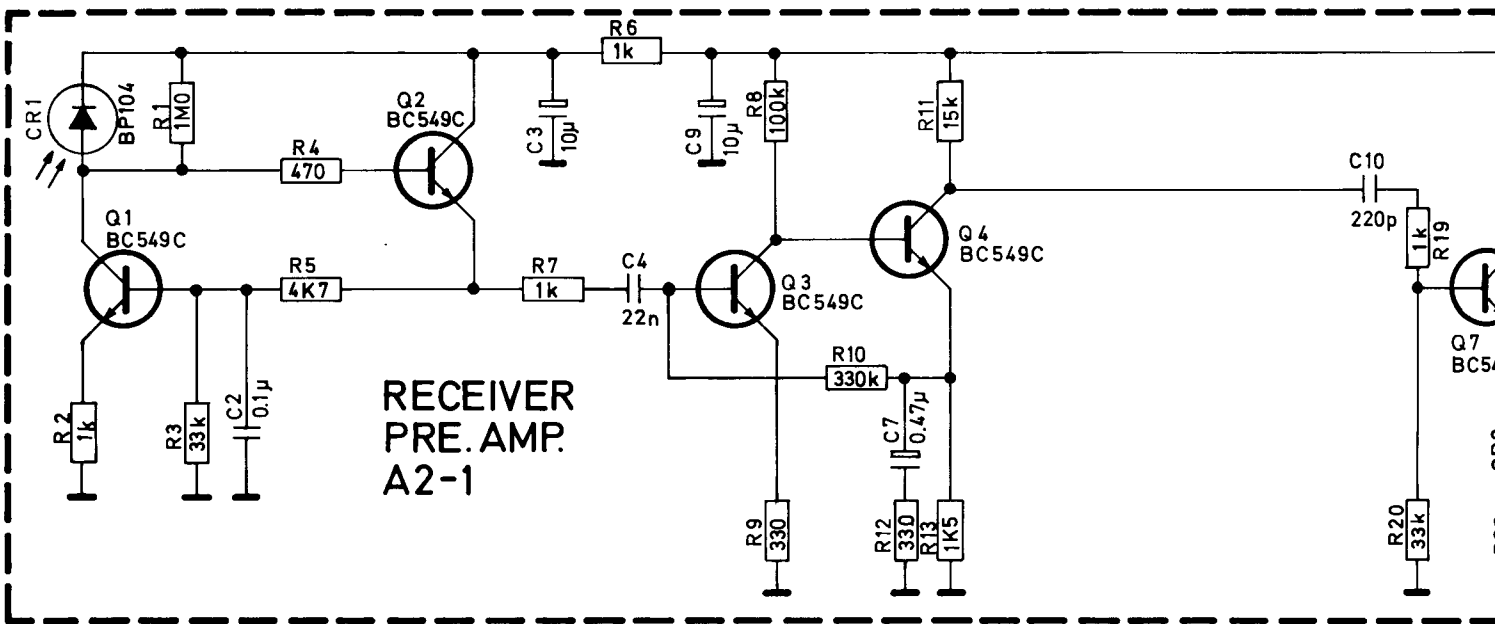 R6
1k
CR1
BP104
R1
1M0
Q2
BC549C
R4
470
C3
10µ
C9
10µ
R8
100k
R11
15k
C10
220p
1k
R19
Q1
BC549C
R5
4K7
R7
1k
C4
22n
Q3
BC549C
Q4
BC549C
Q7
R10
330k
R2
1k
R3
33k
C2
0.1µ
RECEIVER
PRE. AMP.
A2-1
C7
0.47µ
R9
330
R12
330
R13
1K5
R20
33k